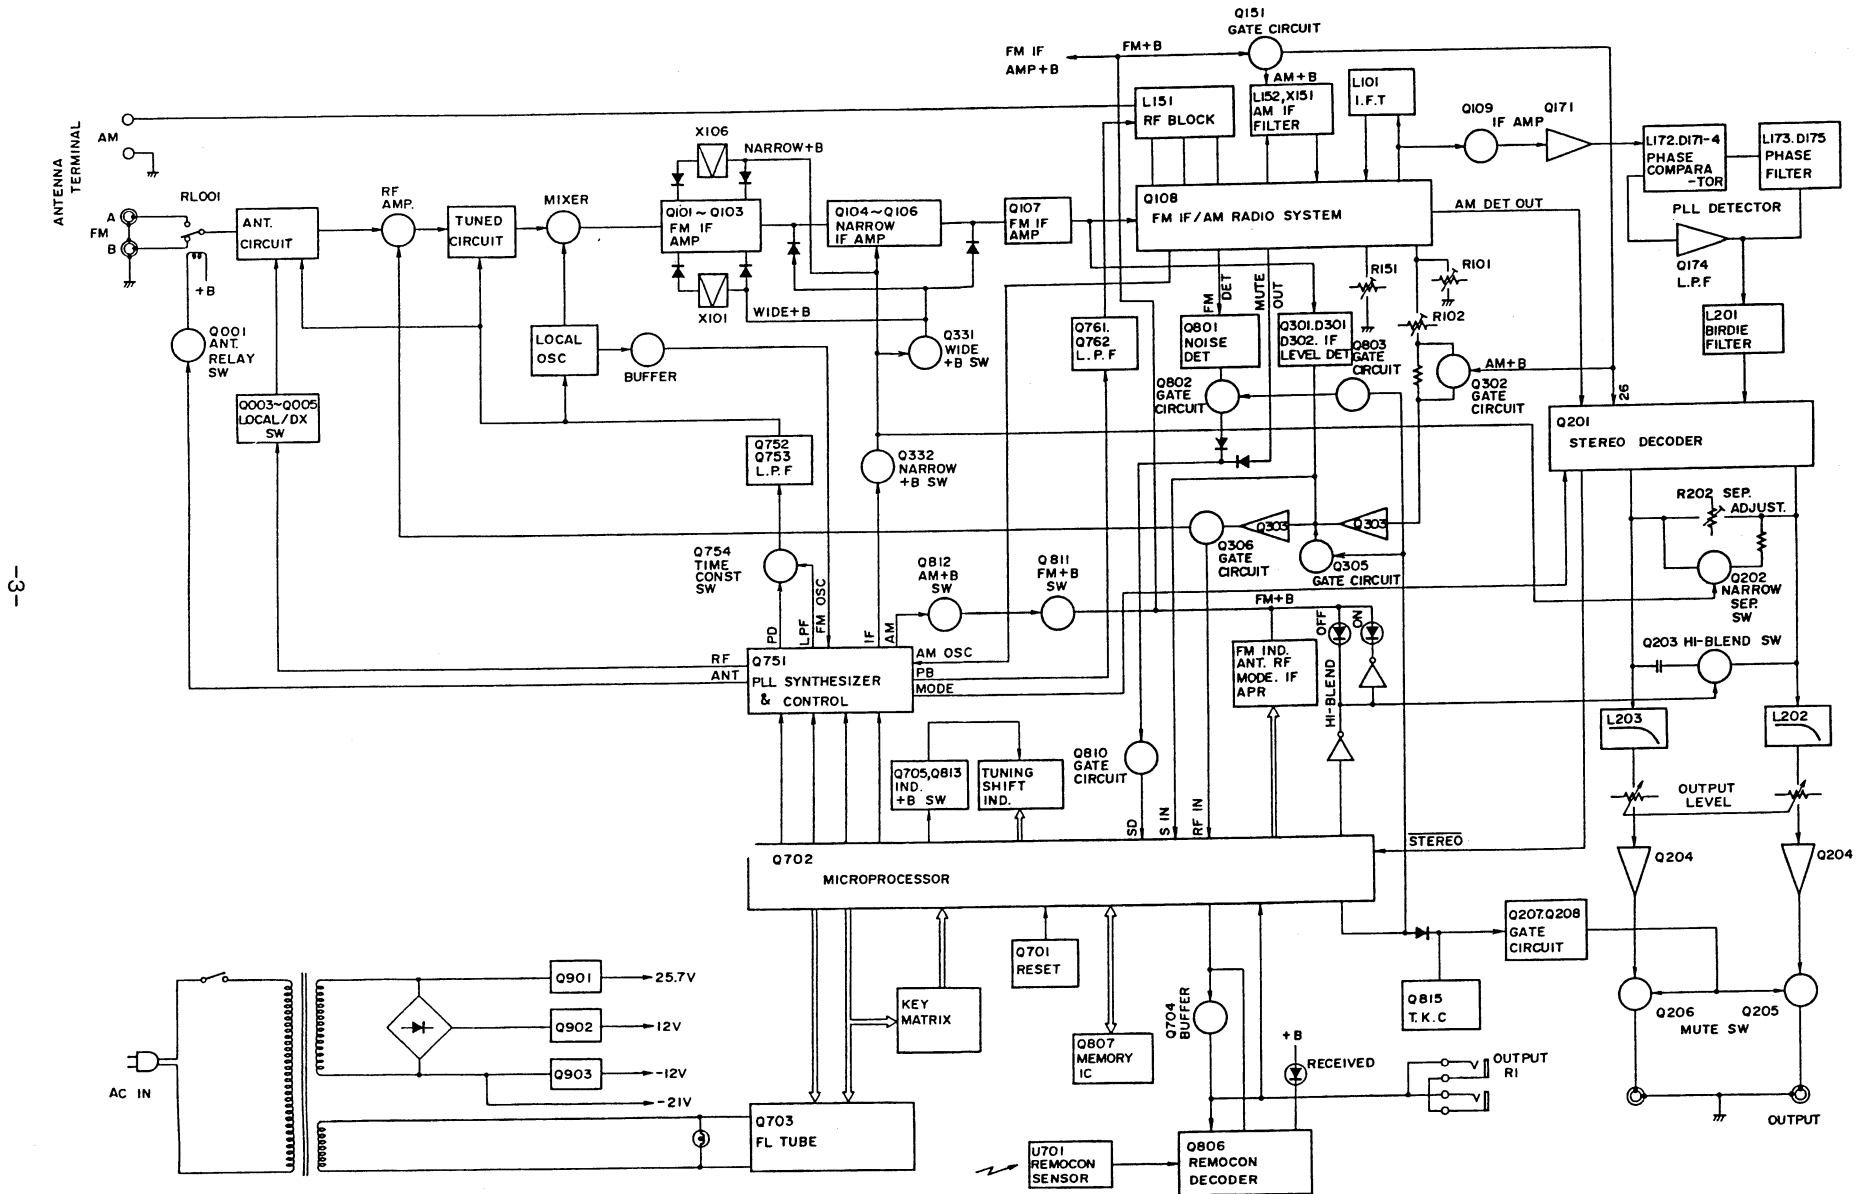 Q151
GATE CIRCUIT
FM IF
AMP+B
FM+B
AM+B
L151
RF BLOCK
L152,X151
AM IF
FILTER
L101
I.F.T
Q109
IF AMP
Q171
L172.D171-4
PHASE
COMPARA
-TOR
L173.D175
PHASE
FILTER
PLL DETECTOR
Q174
L.P.F
L201
BIRDIE
FILTER
ANTENNA
TERMINAL
AM
A
FM
B
RL001
+B
ANT.
CIRCUIT
RF
AMP.
TUNED
CIRCUIT
MIXER
X106
NARROW+B
Q101~Q103
FM IF
AMP
X101
WIDE+B
Q104~Q106
NARROW
IF AMP
Q107
FM IF
AMP
Q108
FM IF/AM RADIO SYSTEM
AM DET OUT
Q001
ANT.
RELAY
SW
LOCAL
OSC
BUFFER
Q331
WIDE
+B SW
Q761.
Q762
L.P.F
FM
DET
MUTE
OUT
Q801
NOISE
DET
Q301.D301
D302. IF
LEVEL DET
R151
R101
R102
Q803
GATE
CIRCUIT
Q802
GATE
CIRCUIT
AM+B
Q302
GATE
CIRCUIT
26
Q201
STEREO DECODER
Q003~Q005
LOCAL/DX
SW
Q752
Q753
L.P.F
Q332
NARROW
+B SW
R202 SEP.
ADJUST.
Q303
Q303
Q306
GATE
CIRCUIT
Q305
GATE CIRCUIT
Q202
NARROW
SEP.
SW
Q203 HI-BLEND SW
Q754
TIME
CONST
SW
Q812
AM+B
SW
Q811
FM+B
SW
FM+B
OFF
ON
PD
LPF
FM OSC
IF
AM
RF
ANT
Q751
PLL SYNTHESIZER
& CONTROL
AM OSC
PB
MODE
FM IND.
ANT. RF
MODE. IF
APR
HI-BLEND
L203
L202
Q705,Q813
IND.
+B SW
TUNING
SHIFT
IND.
Q810
GATE
CIRCUIT
SD
S IN
RF IN
OUTPUT
LEVEL
STEREO
Q702
MICROPROCESSOR
Q204
Q204
Q207.Q208
GATE
CIRCUIT
Q701
RESET
KEY
MATRIX
Q807
MEMORY
IC
Q704
BUFFER
Q815
T.K.C
Q206
Q205
MUTE SW
Q901
25.7V
Q902
12V
Q903
-12V
-21V
AC IN
+B
RECEIVED
OUTPUT
RI
OUTPUT
Q703
FL TUBE
U701
REMOCON
SENSOR
Q806
REMOCON
DECODER
-3-